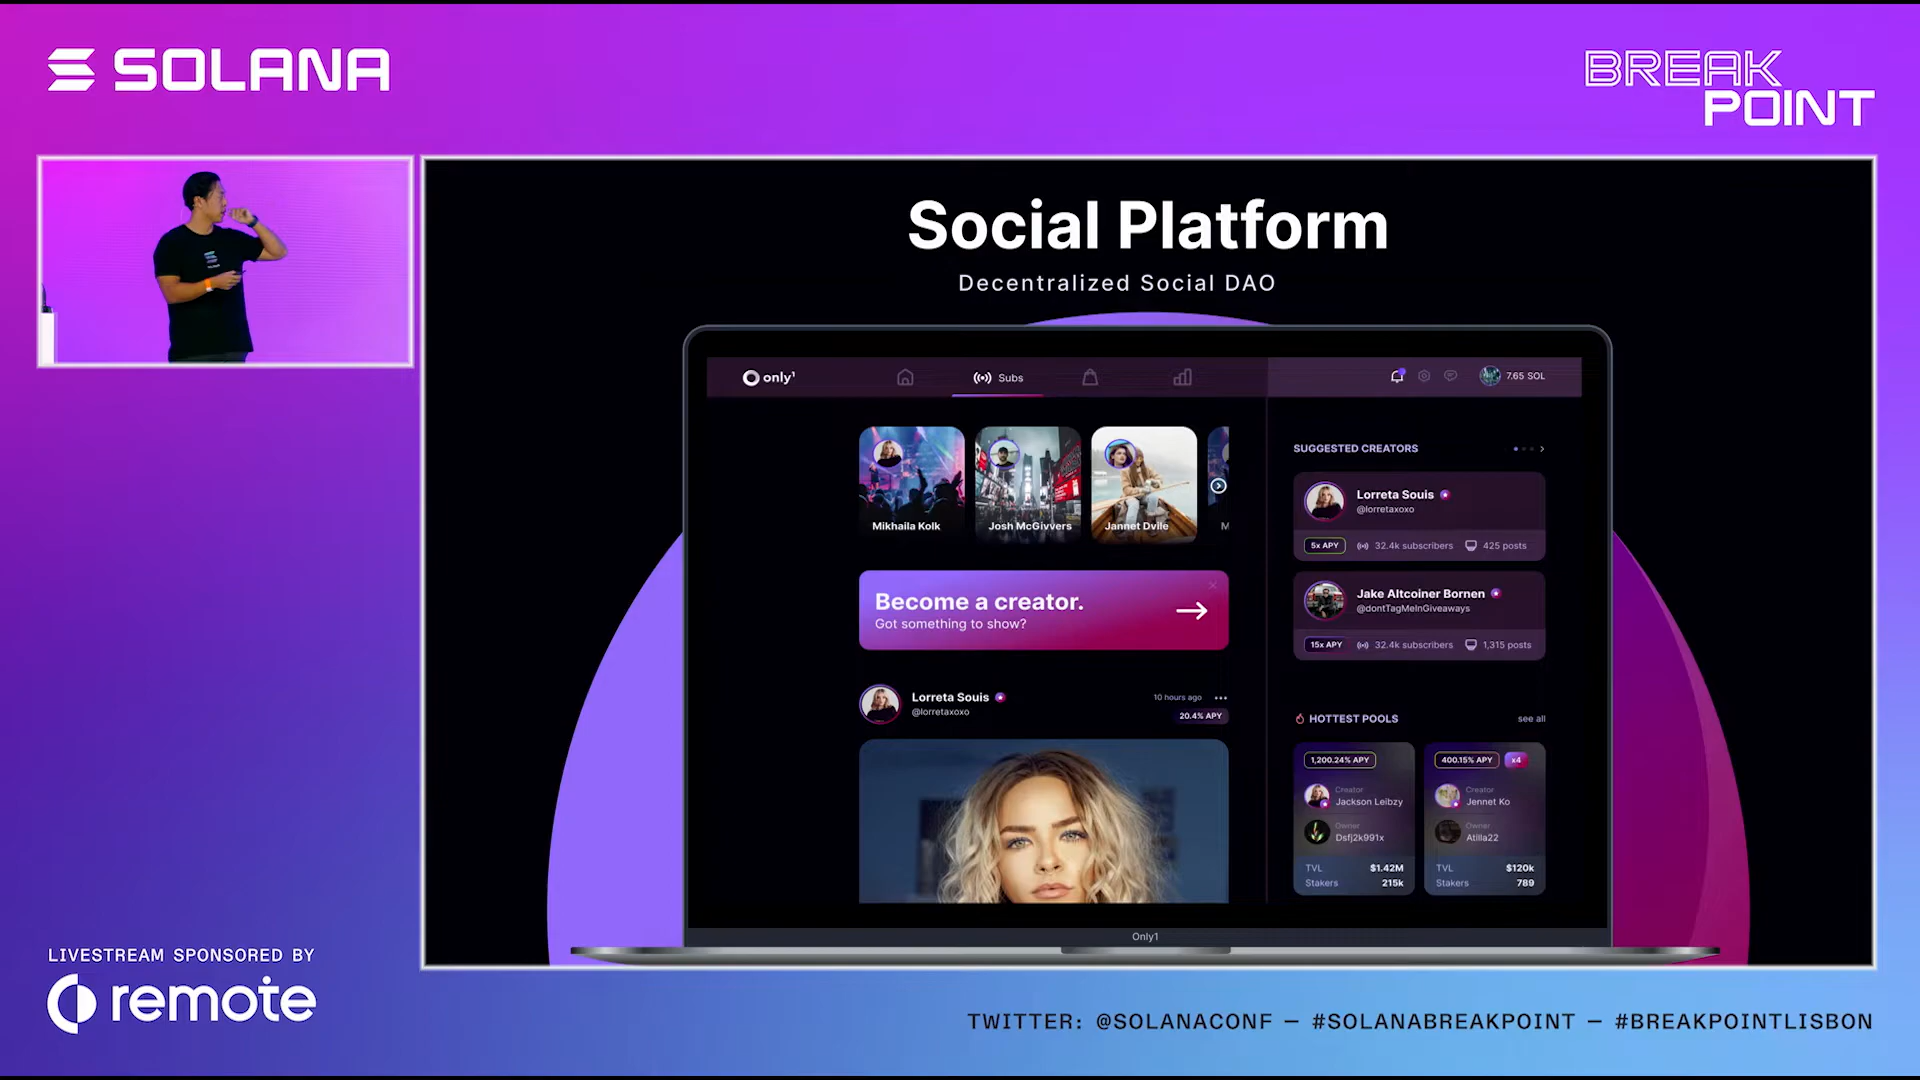 SOLANA
BREAK
POINT
Social Platform
Decentralized Social DAO
only¹
Subs
7.65 SOL
Mikhaila Kolk
Josh McGivvers
Jannet Dvile
M
SUGGESTED CREATORS
Lorreta Souis
@lorretaxoxo
5x APY
32.4k subscribers
425 posts
Jake Altcoiner Bornen
@dontTagMeInGiveaways
15x APY
32.4k subscribers
1,315 posts
Become a creator.
Got something to show?
Lorreta Souis
@lorretaxoxo
10 hours ago
20.4% APY
HOTTEST POOLS
see all
1,200.24% APY
Creator
Jackson Leibzy
Owner
Dsfj2k991x
TVL $1.42M
Stakers 215k
400.15% APY x4
Creator
Jennet Ko
Owner
Atilla22
TVL $120k
Stakers 789
Only1
LIVESTREAM SPONSORED BY
remote
TWITTER: @SOLANACONF – #SOLANABREAKPOINT – #BREAKPOINTLISBON